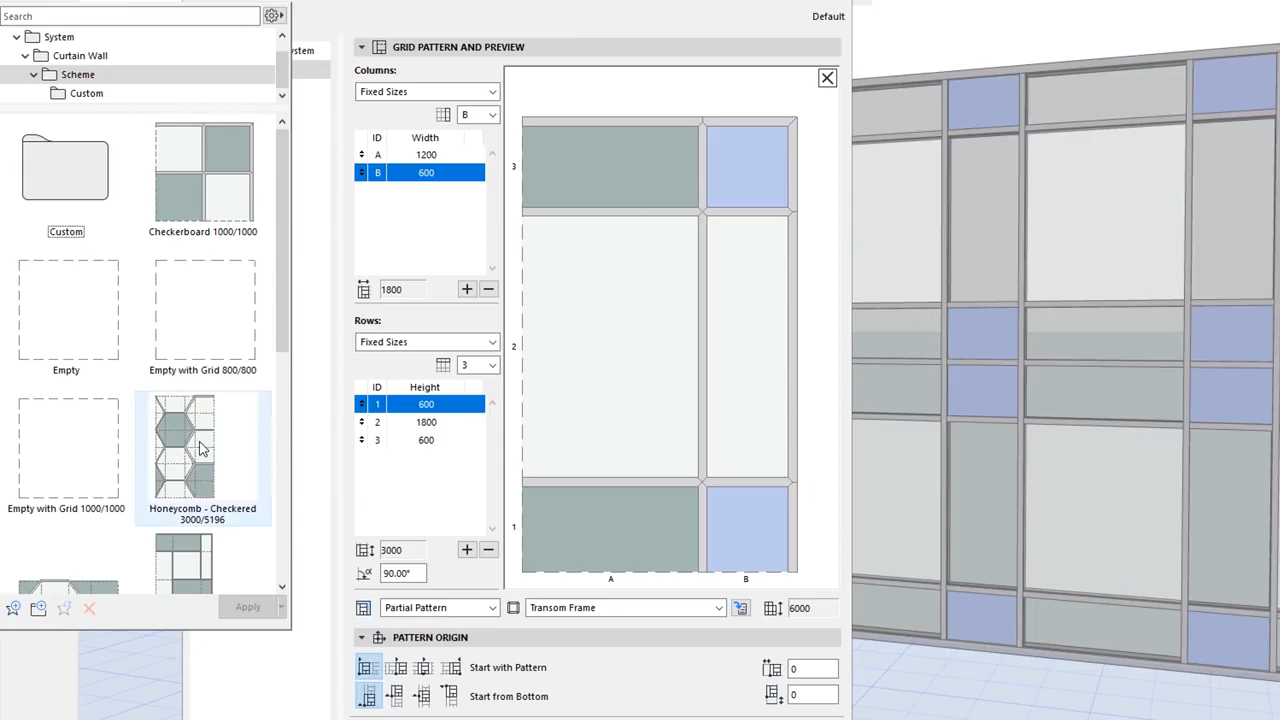 Search
System
Curtain Wall
Scheme
Custom
Custom
Checkerboard 1000/1000
Empty
Empty with Grid 800/800
Empty with Grid 1000/1000
Honeycomb - Checkered
3000/5196
Apply
stem
Default
GRID PATTERN AND PREVIEW
Columns:
Fixed Sizes
B
ID Width
A 1200
B 600
1800
Rows:
Fixed Sizes
3
ID Height
1 600
2 1800
3 600
3000
α
90.00°
3
2
1
A B
Partial Pattern
Transom Frame
6000
PATTERN ORIGIN
Start with Pattern
0
Start from Bottom
0